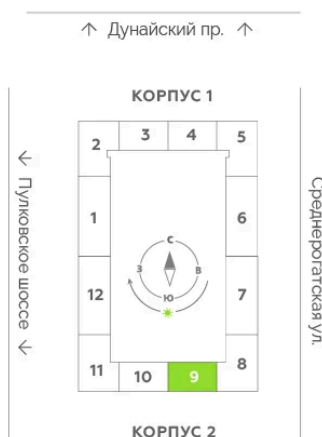 ↑ Дунайский пр. ↑
КОРПУС 1
2 3 4 5
← Пулковское шоссе ←
Среднерогатская ул.
1 6
С
З В
Ю
12 7
11 10 9 8
КОРПУС 2